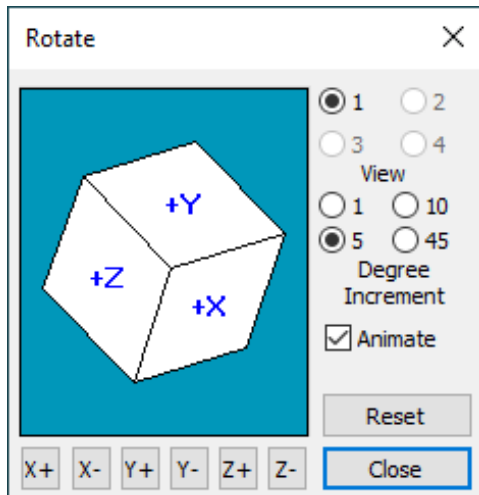 Rotate
1 2
3 4
View
1 10
5 45
Degree
Increment
Animate
+Y
+Z
+X
Reset
X+ X- Y+ Y- Z+ Z- Close